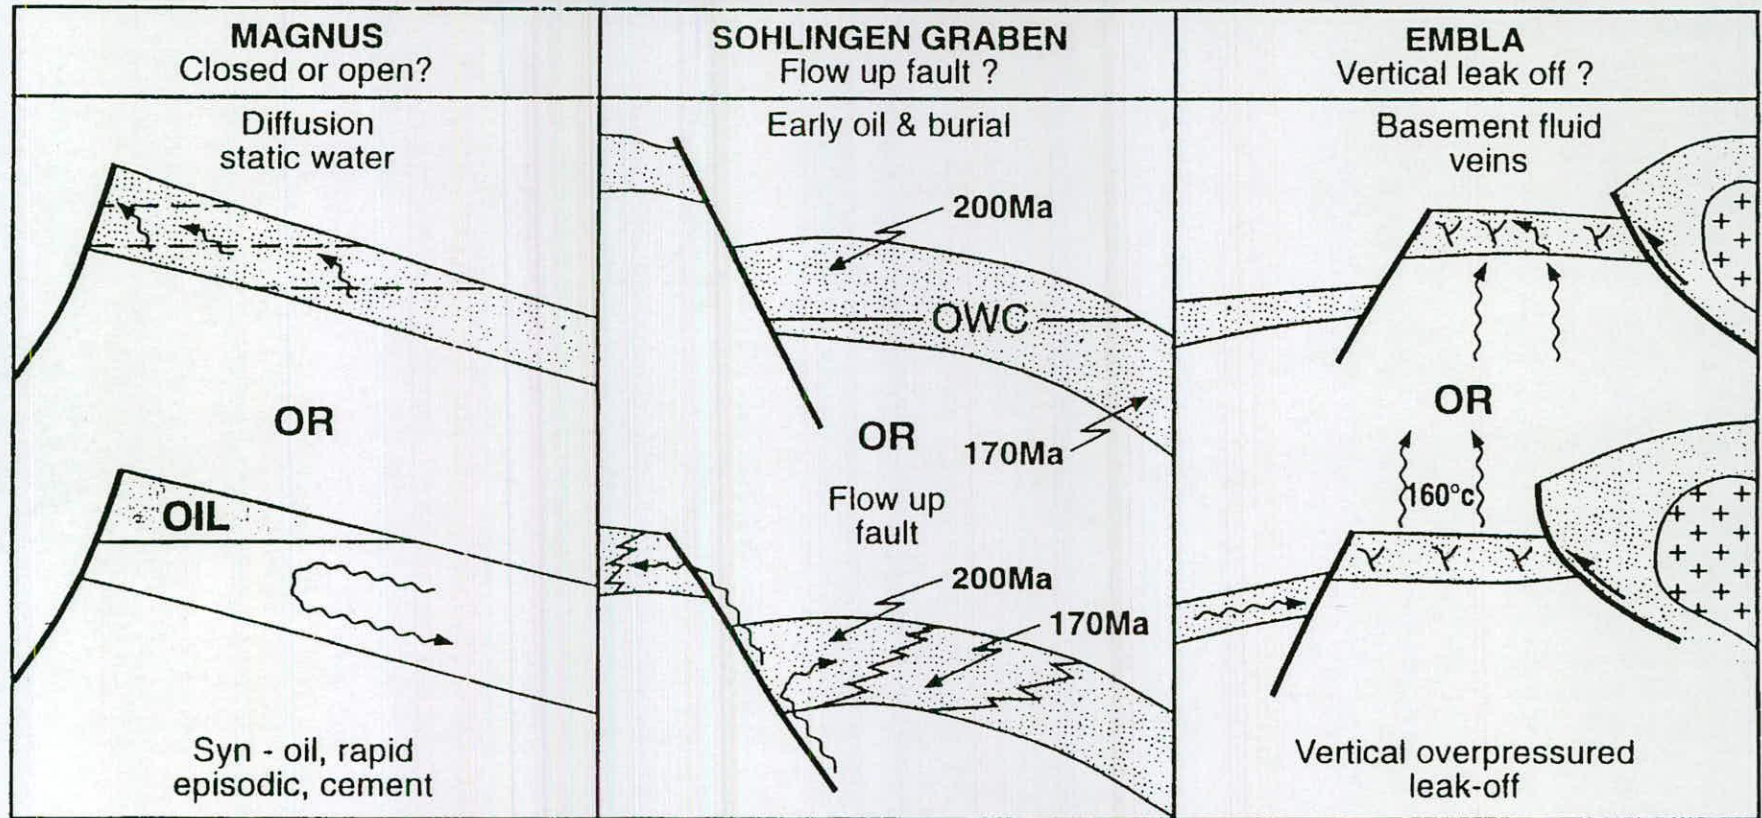 MAGNUS
Closed or open?
Diffusion
static water
OR
OIL
Syn - oil, rapid
episodic, cement
SOHLINGEN GRABEN
Flow up fault ?
Early oil & burial
200Ma
OWC
OR
170Ma
Flow up
fault
200Ma
170Ma
EMBLA
Vertical leak off ?
Basement fluid
veins
OR
160°c
Vertical overpressured
leak-off